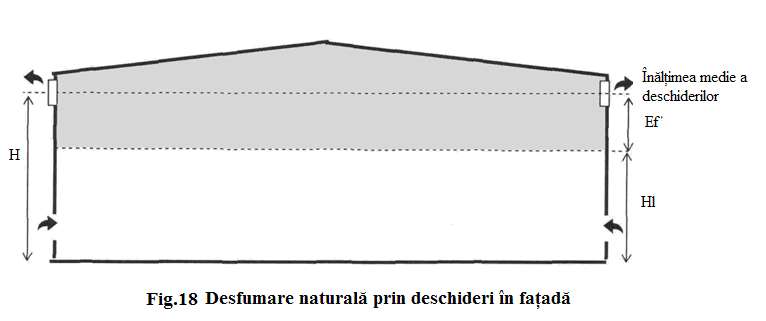 Înălțimea medie a
deschiderilor
Ef'
H
Hl
Fig.18 Desfumare naturală prin deschideri în fațadă